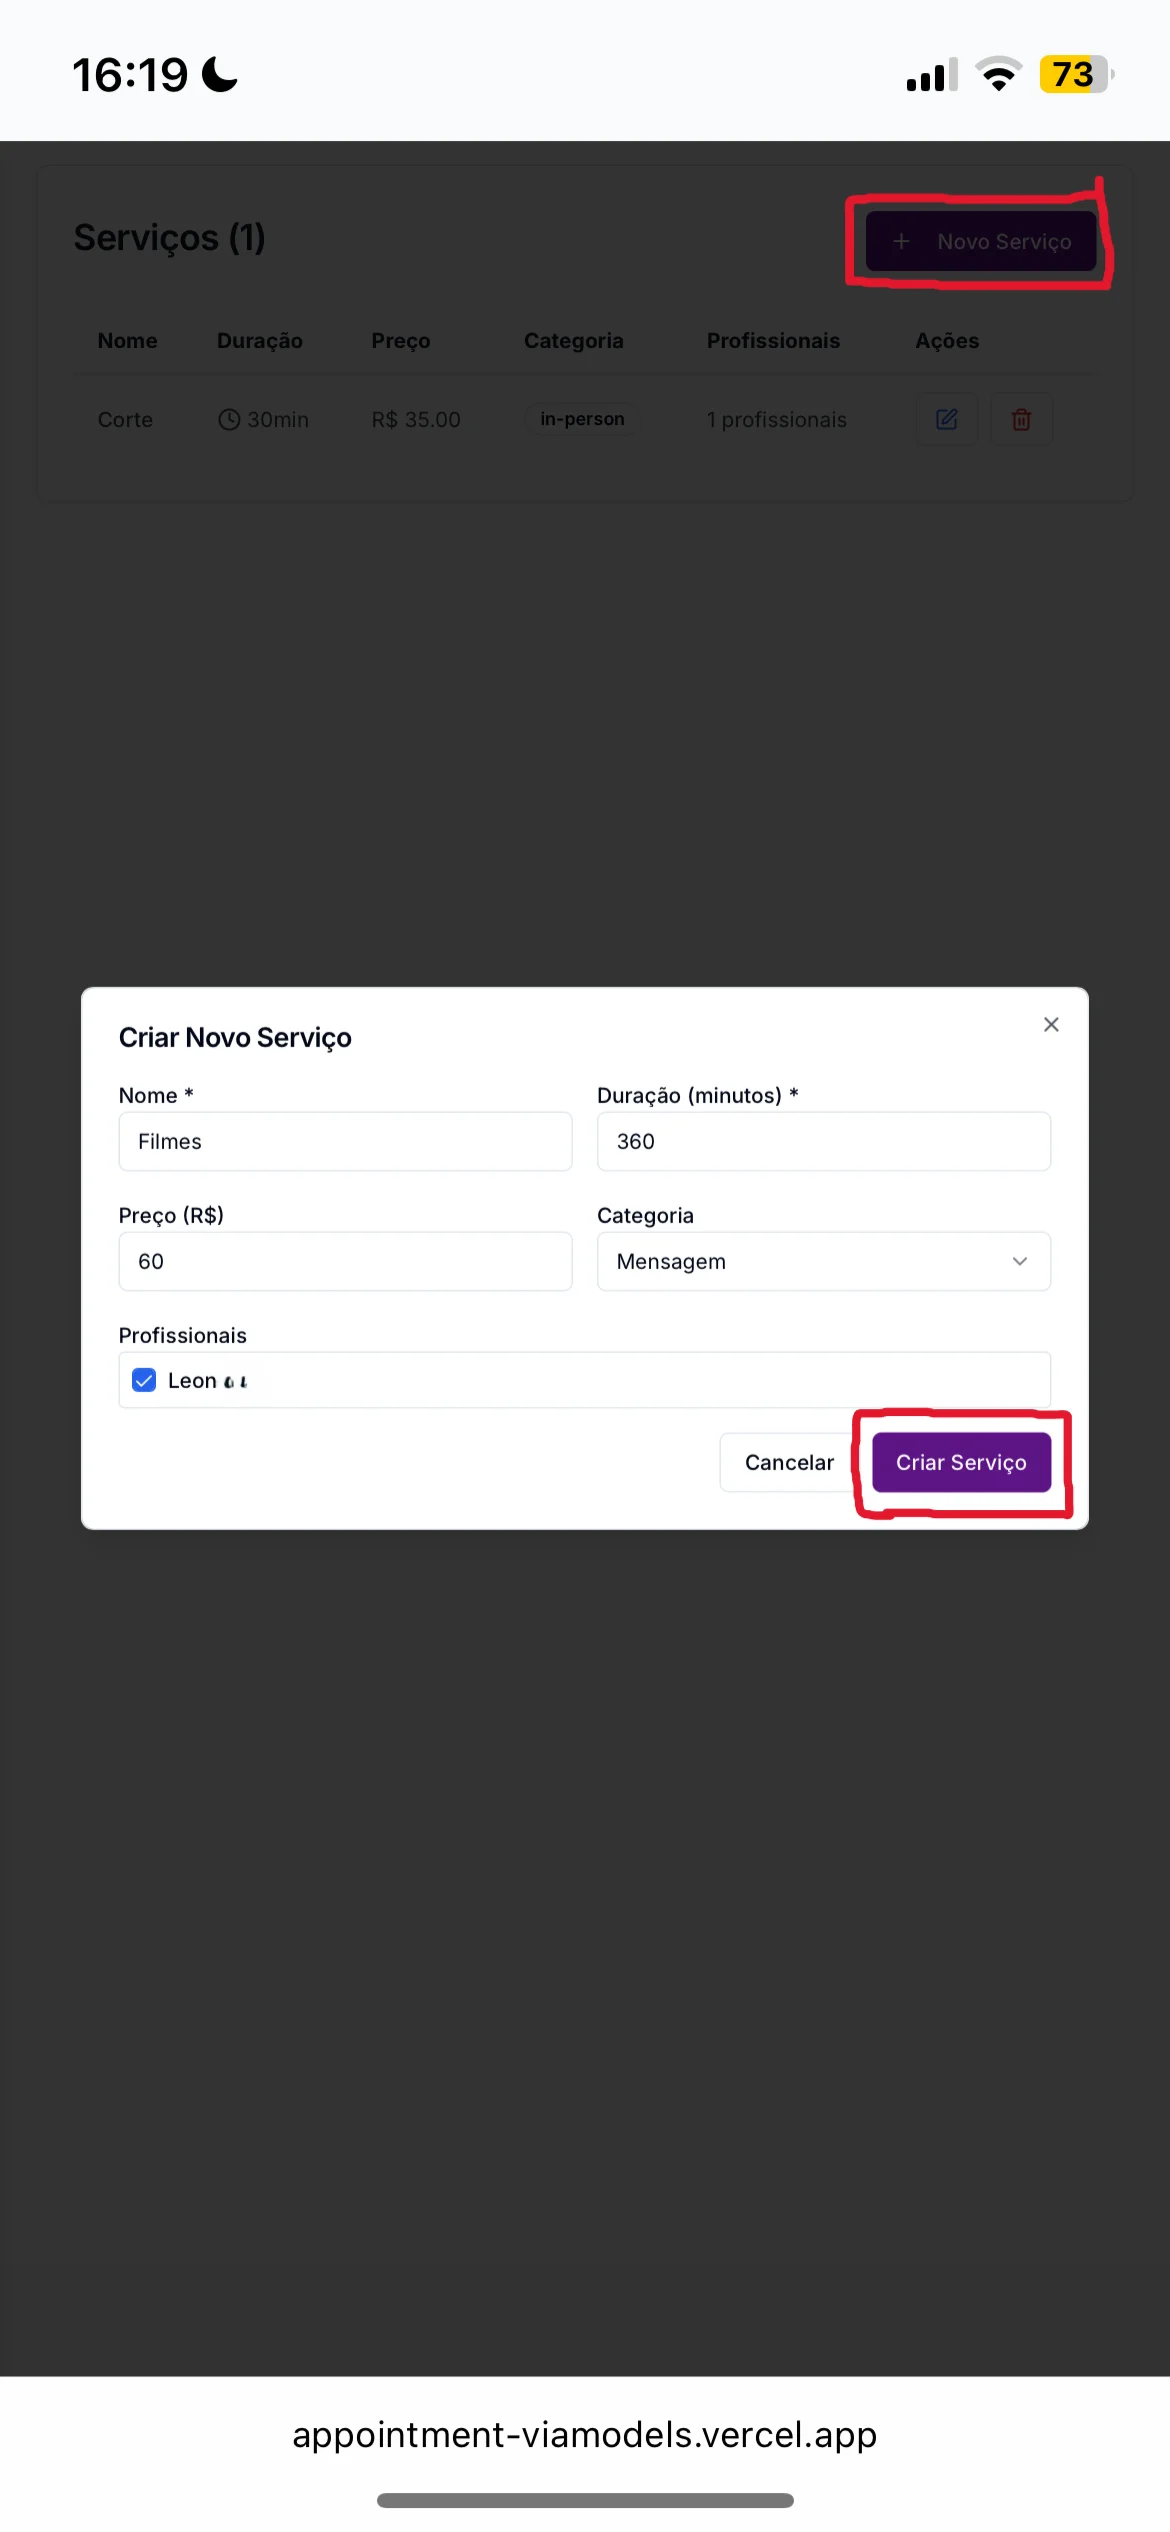 16:19
73
Serviços (1)
+ Novo Serviço
Nome Duração Preço Categoria Profissionais Ações
Corte 30min R$ 35.00 in-person 1 profissionais
Criar Novo Serviço
Nome * Duração (minutos) *
Filmes 360
Preço (R$) Categoria
60 Mensagem
Profissionais
Leon
Cancelar Criar Serviço
appointment-viamodels.vercel.app